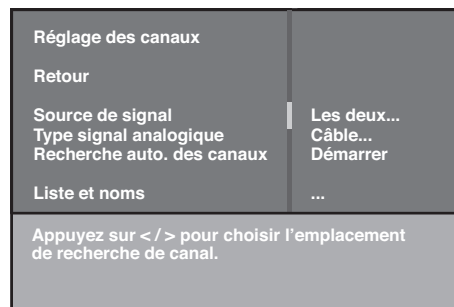 Réglage des canaux
Retour
Source de signal Les deux...
Type signal analogique Câble...
Recherche auto. des canaux Démarrer
Liste et noms ...
Appuyez sur < / > pour choisir l’emplacement
de recherche de canal.